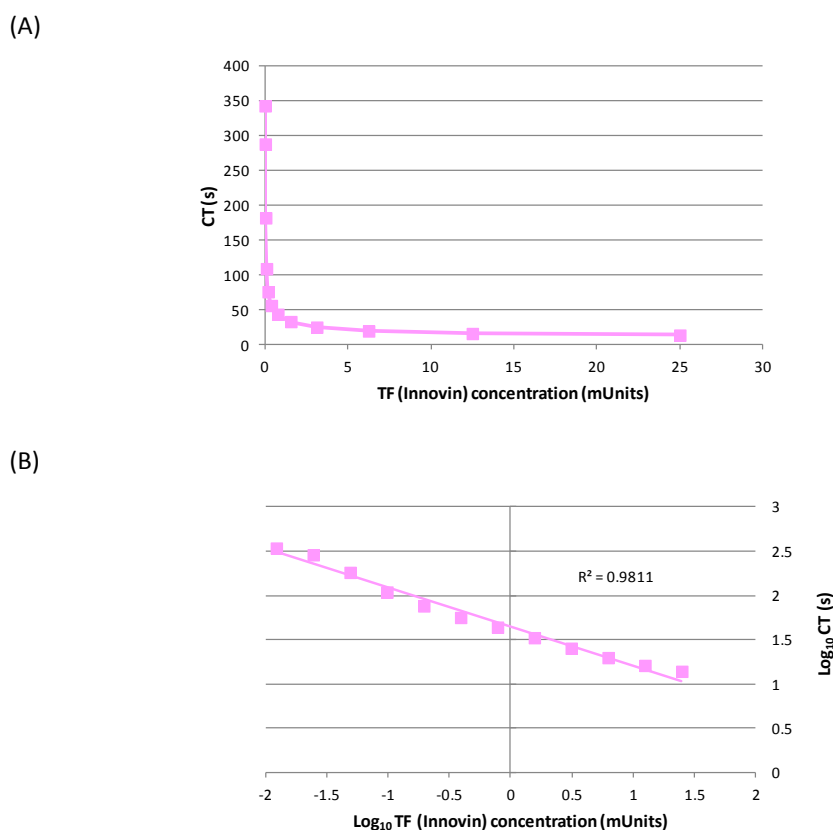 (A)
400
350
300
250
200
150
100
50
0
CT (s)
0 5 10 15 20 25 30
TF (Innovin) concentration (mUnits)
(B)
3
2.5
2
1.5
1
0.5
0
R² = 0.9811
Log₁₀ CT (s)
-2 -1.5 -1 -0.5 0 0.5 1 1.5 2
Log₁₀ TF (Innovin) concentration (mUnits)